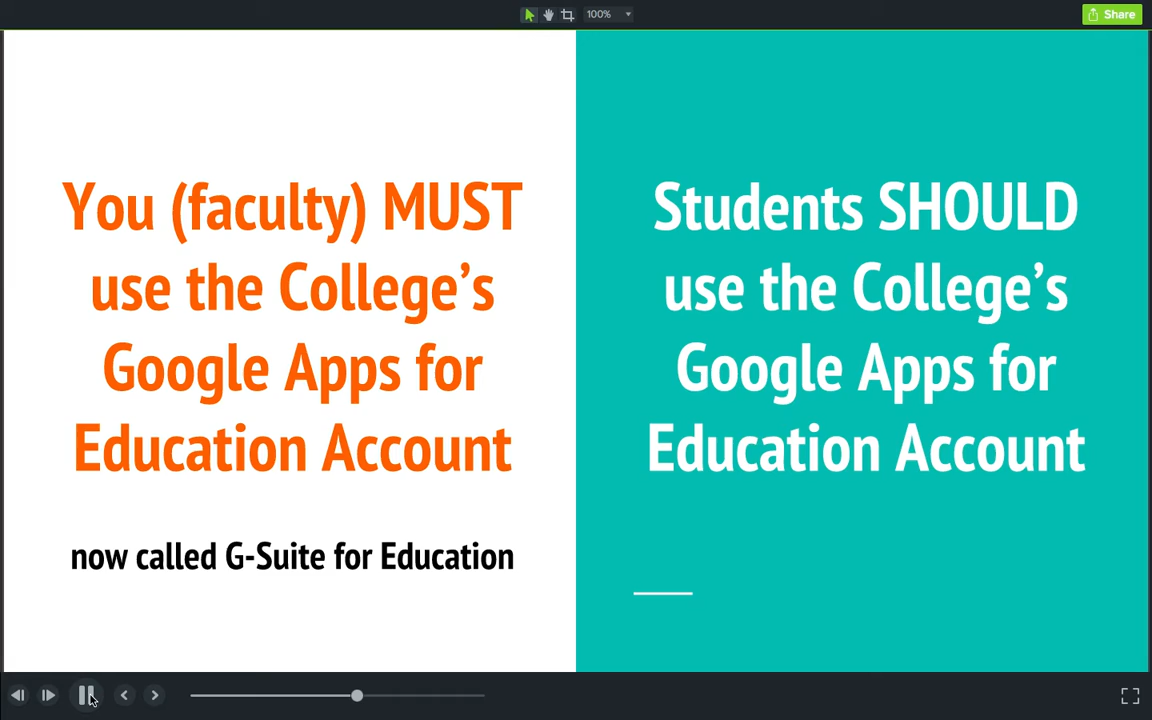 100%
Share
You (faculty) MUST
use the College's
Google Apps for
Education Account
now called G-Suite for Education
Students SHOULD
use the College's
Google Apps for
Education Account